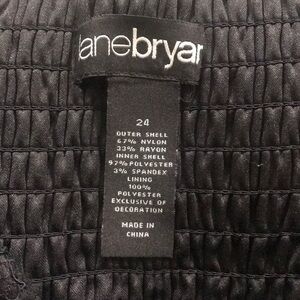 lanebryan
24
OUTER SHELL
67% NYLON
33% RAYON
INNER SHELL
97% POLYESTER
3% SPANDEX
LINING
100%
POLYESTER
EXCLUSIVE OF
DECORATION
MADE IN
CHINA